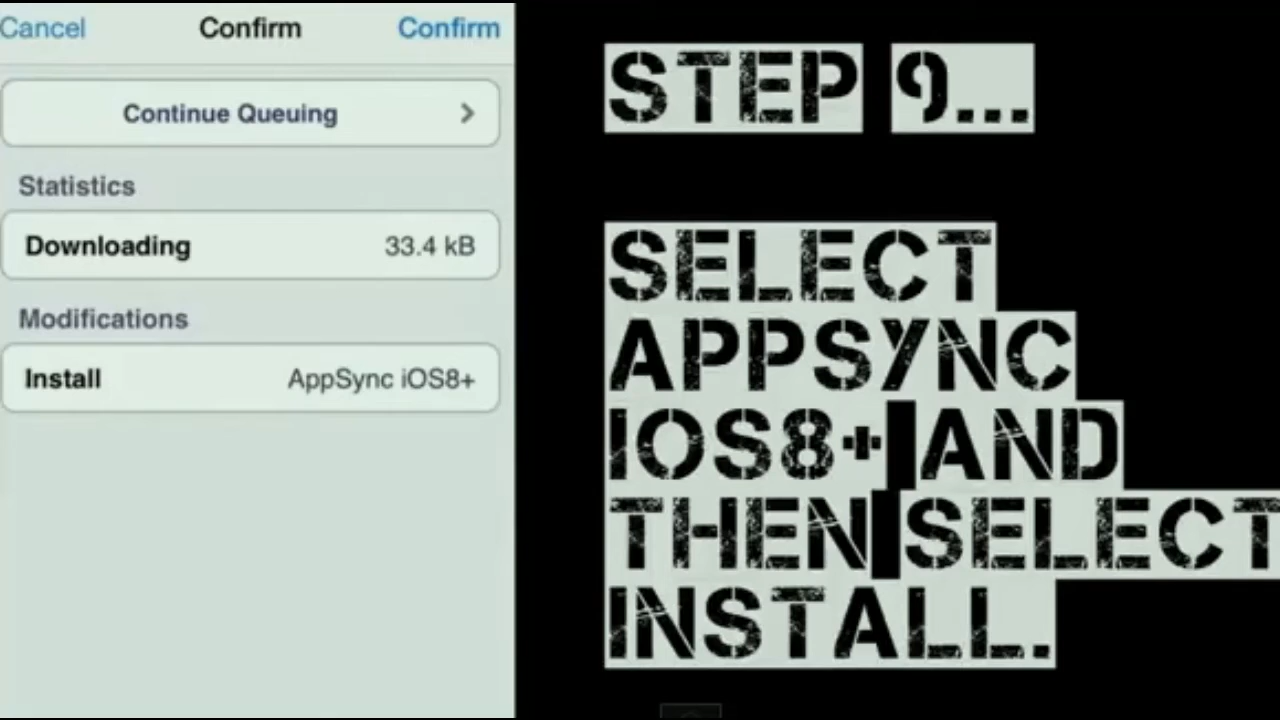 Cancel Confirm Confirm
Continue Queuing
Statistics
Downloading 33.4 kB
Modifications
Install AppSync iOS8+
STEP 9...
SELECT
APPSYNC
IOS8+ AND
THEN SELECT
INSTALL.